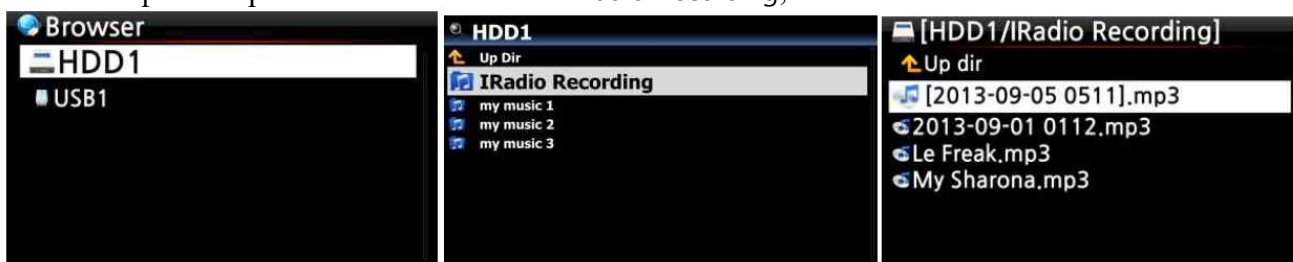 Recording,
Browser
HDD1
USB1
HDD1
Up Dir
IRadio Recording
my music 1
my music 2
my music 3
[HDD1/IRadio Recording]
Up dir
[2013-09-05 0511].mp3
2013-09-01 0112.mp3
Le Freak.mp3
My Sharona.mp3